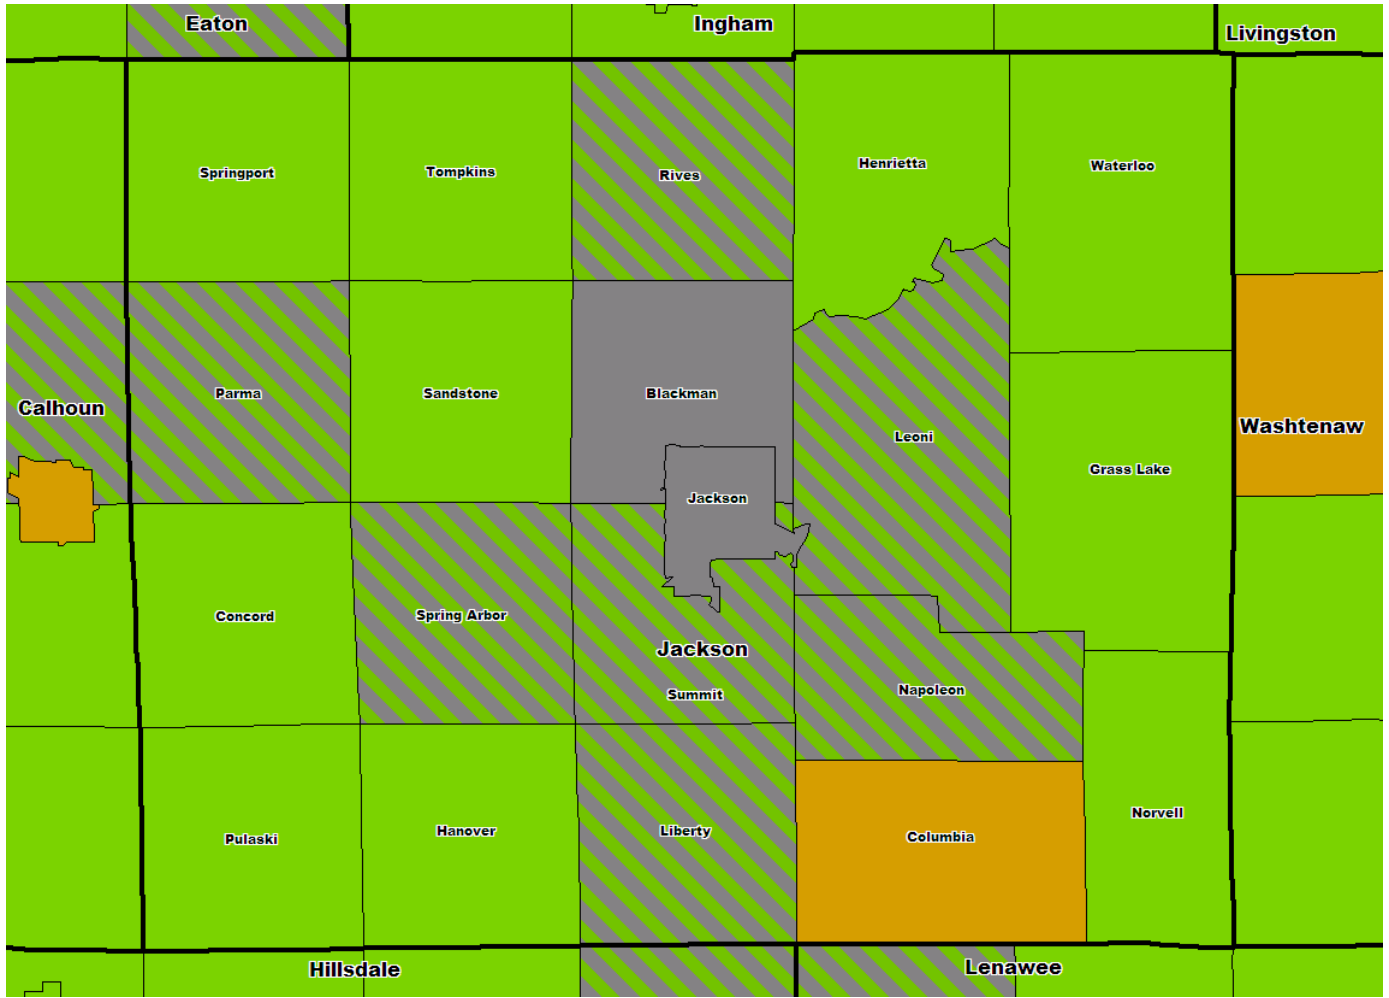 Eaton
Ingham
Livingston
Springport
Tompkins
Rives
Henrietta
Waterloo
Calhoun
Parma
Sandstone
Blackman
Leoni
Washtenaw
Grass Lake
Jackson
Concord
Spring Arbor
Jackson
Summit
Napoleon
Pulaski
Hanover
Liberty
Columbia
Norvell
Hillsdale
Lenawee